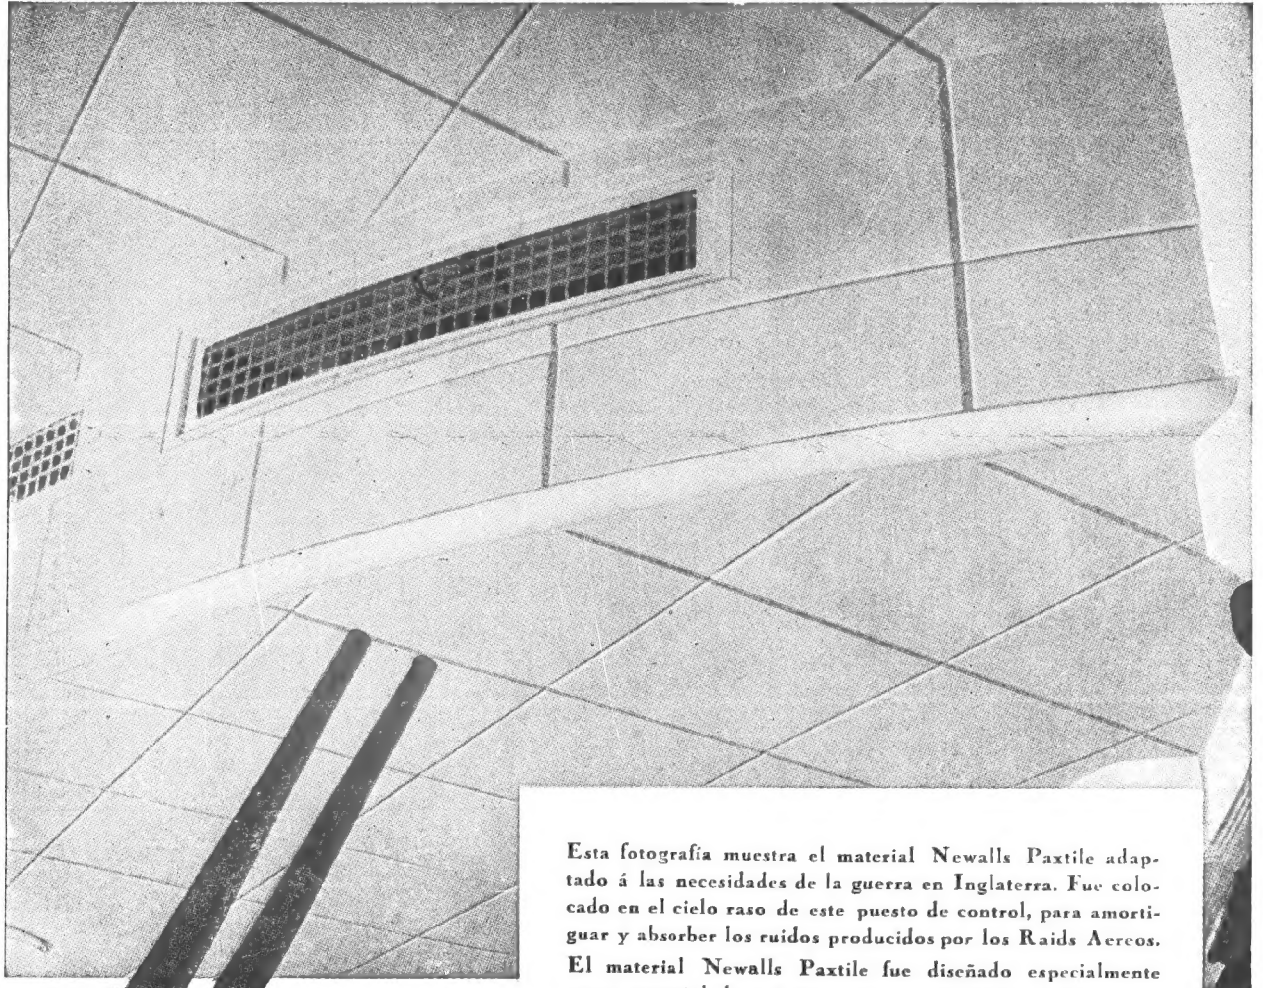 Esta fotografía muestra el material Newalls Paxtile adap-
tado á las necesidades de la guerra en Inglaterra. Fue colo-
cado en el cielo raso de este puesto de control, para amorti-
guar y absorber los ruidos producidos por los Raids Aereos.
El material Newalls Paxtile fue diseñado especialmente